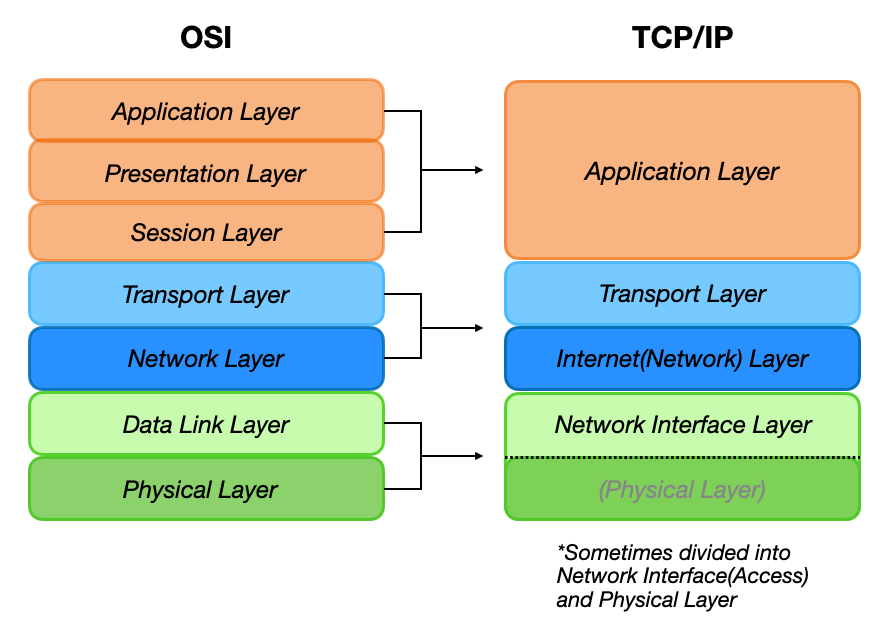 OSI
TCP/IP
Application Layer
Presentation Layer
Session Layer
Transport Layer
Network Layer
Data Link Layer
Physical Layer
Application Layer
Transport Layer
Internet(Network) Layer
Network Interface Layer
(Physical Layer)
*Sometimes divided into
Network Interface(Access)
and Physical Layer